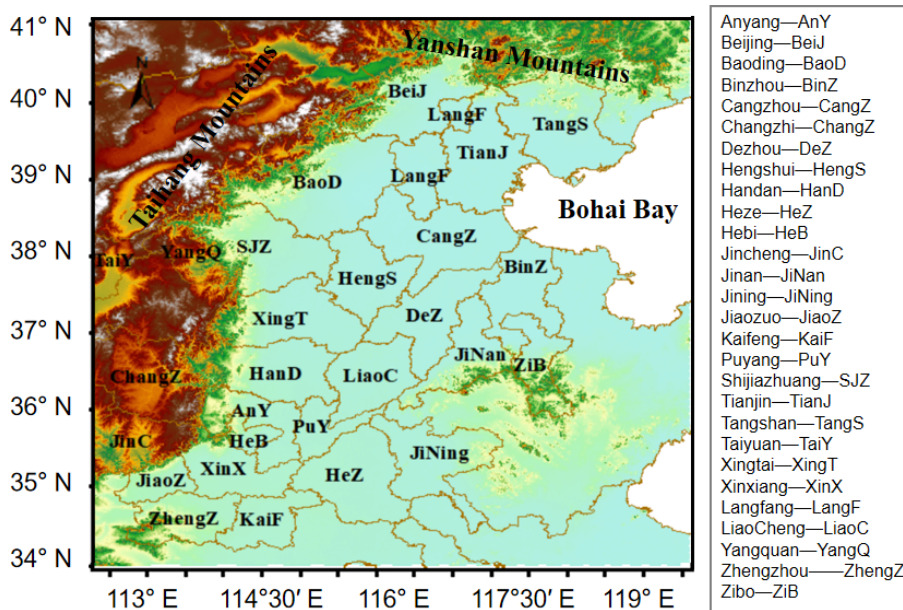 41° N
40° N
39° N
38° N
37° N
36° N
35° N
34° N
113° E
114°30′ E
116° E
117°30′ E
119° E
N
Taihang Mountains
Yanshan Mountains
Bohai Bay
BeiJ
LangF
TangS
TianJ
LangF
BaoD
CangZ
SJZ
YangQ
TaiY
HengS
BinZ
DeZ
XingT
JiNan
ZiB
ChangZ
HanD
LiaoC
AnY
PuY
HeB
JinC
XinX
JiNing
HeZ
JiaoZ
ZhengZ
KaiF
Anyang—AnY
Beijing—BeiJ
Baoding—BaoD
Binzhou—BinZ
Cangzhou—CangZ
Changzhi—ChangZ
Dezhou—DeZ
Hengshui—HengS
Handan—HanD
Heze—HeZ
Hebi—HeB
Jincheng—JinC
Jinan—JiNan
Jining—JiNing
Jiaozuo—JiaoZ
Kaifeng—KaiF
Puyang—PuY
Shijiazhuang—SJZ
Tianjin—TianJ
Tangshan—TangS
Taiyuan—TaiY
Xingtai—XingT
Xinxiang—XinX
Langfang—LangF
LiaoCheng—LiaoC
Yangquan—YangQ
Zhengzhou——ZhengZ
Zibo—ZiB